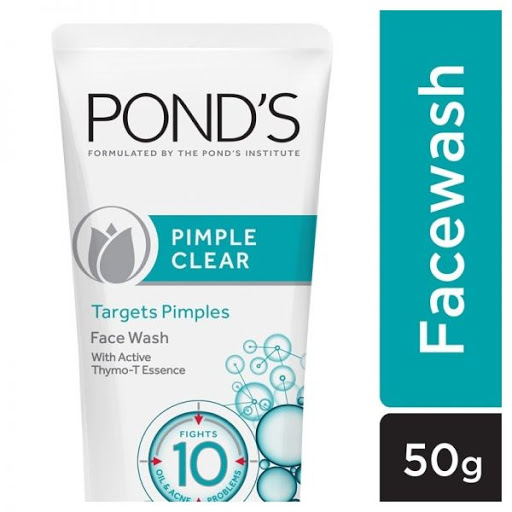 POND'S
FORMULATED BY THE POND'S INSTITUTE
PIMPLE
CLEAR
Targets Pimples
Face Wash
With Active
Thymo-T Essence
FIGHTS
10
OIL & ACNE PROBLEMS
Facewash
50g